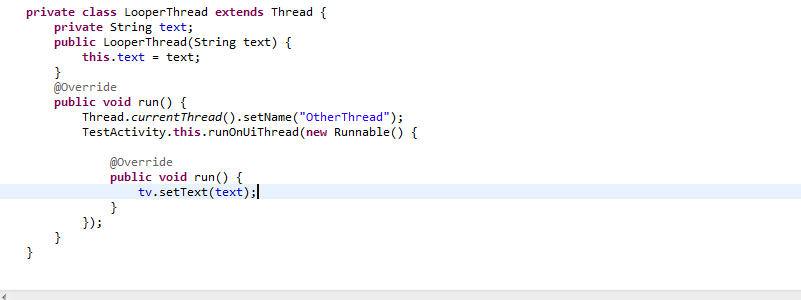 private class LooperThread extends Thread {
private String text;
public LooperThread(String text) {
this.text = text;
}
@Override
public void run() {
Thread.currentThread().setName("OtherThread");
TestActivity.this.runOnUiThread(new Runnable() {
@Override
public void run() {
tv.setText(text);
}
});
}
}